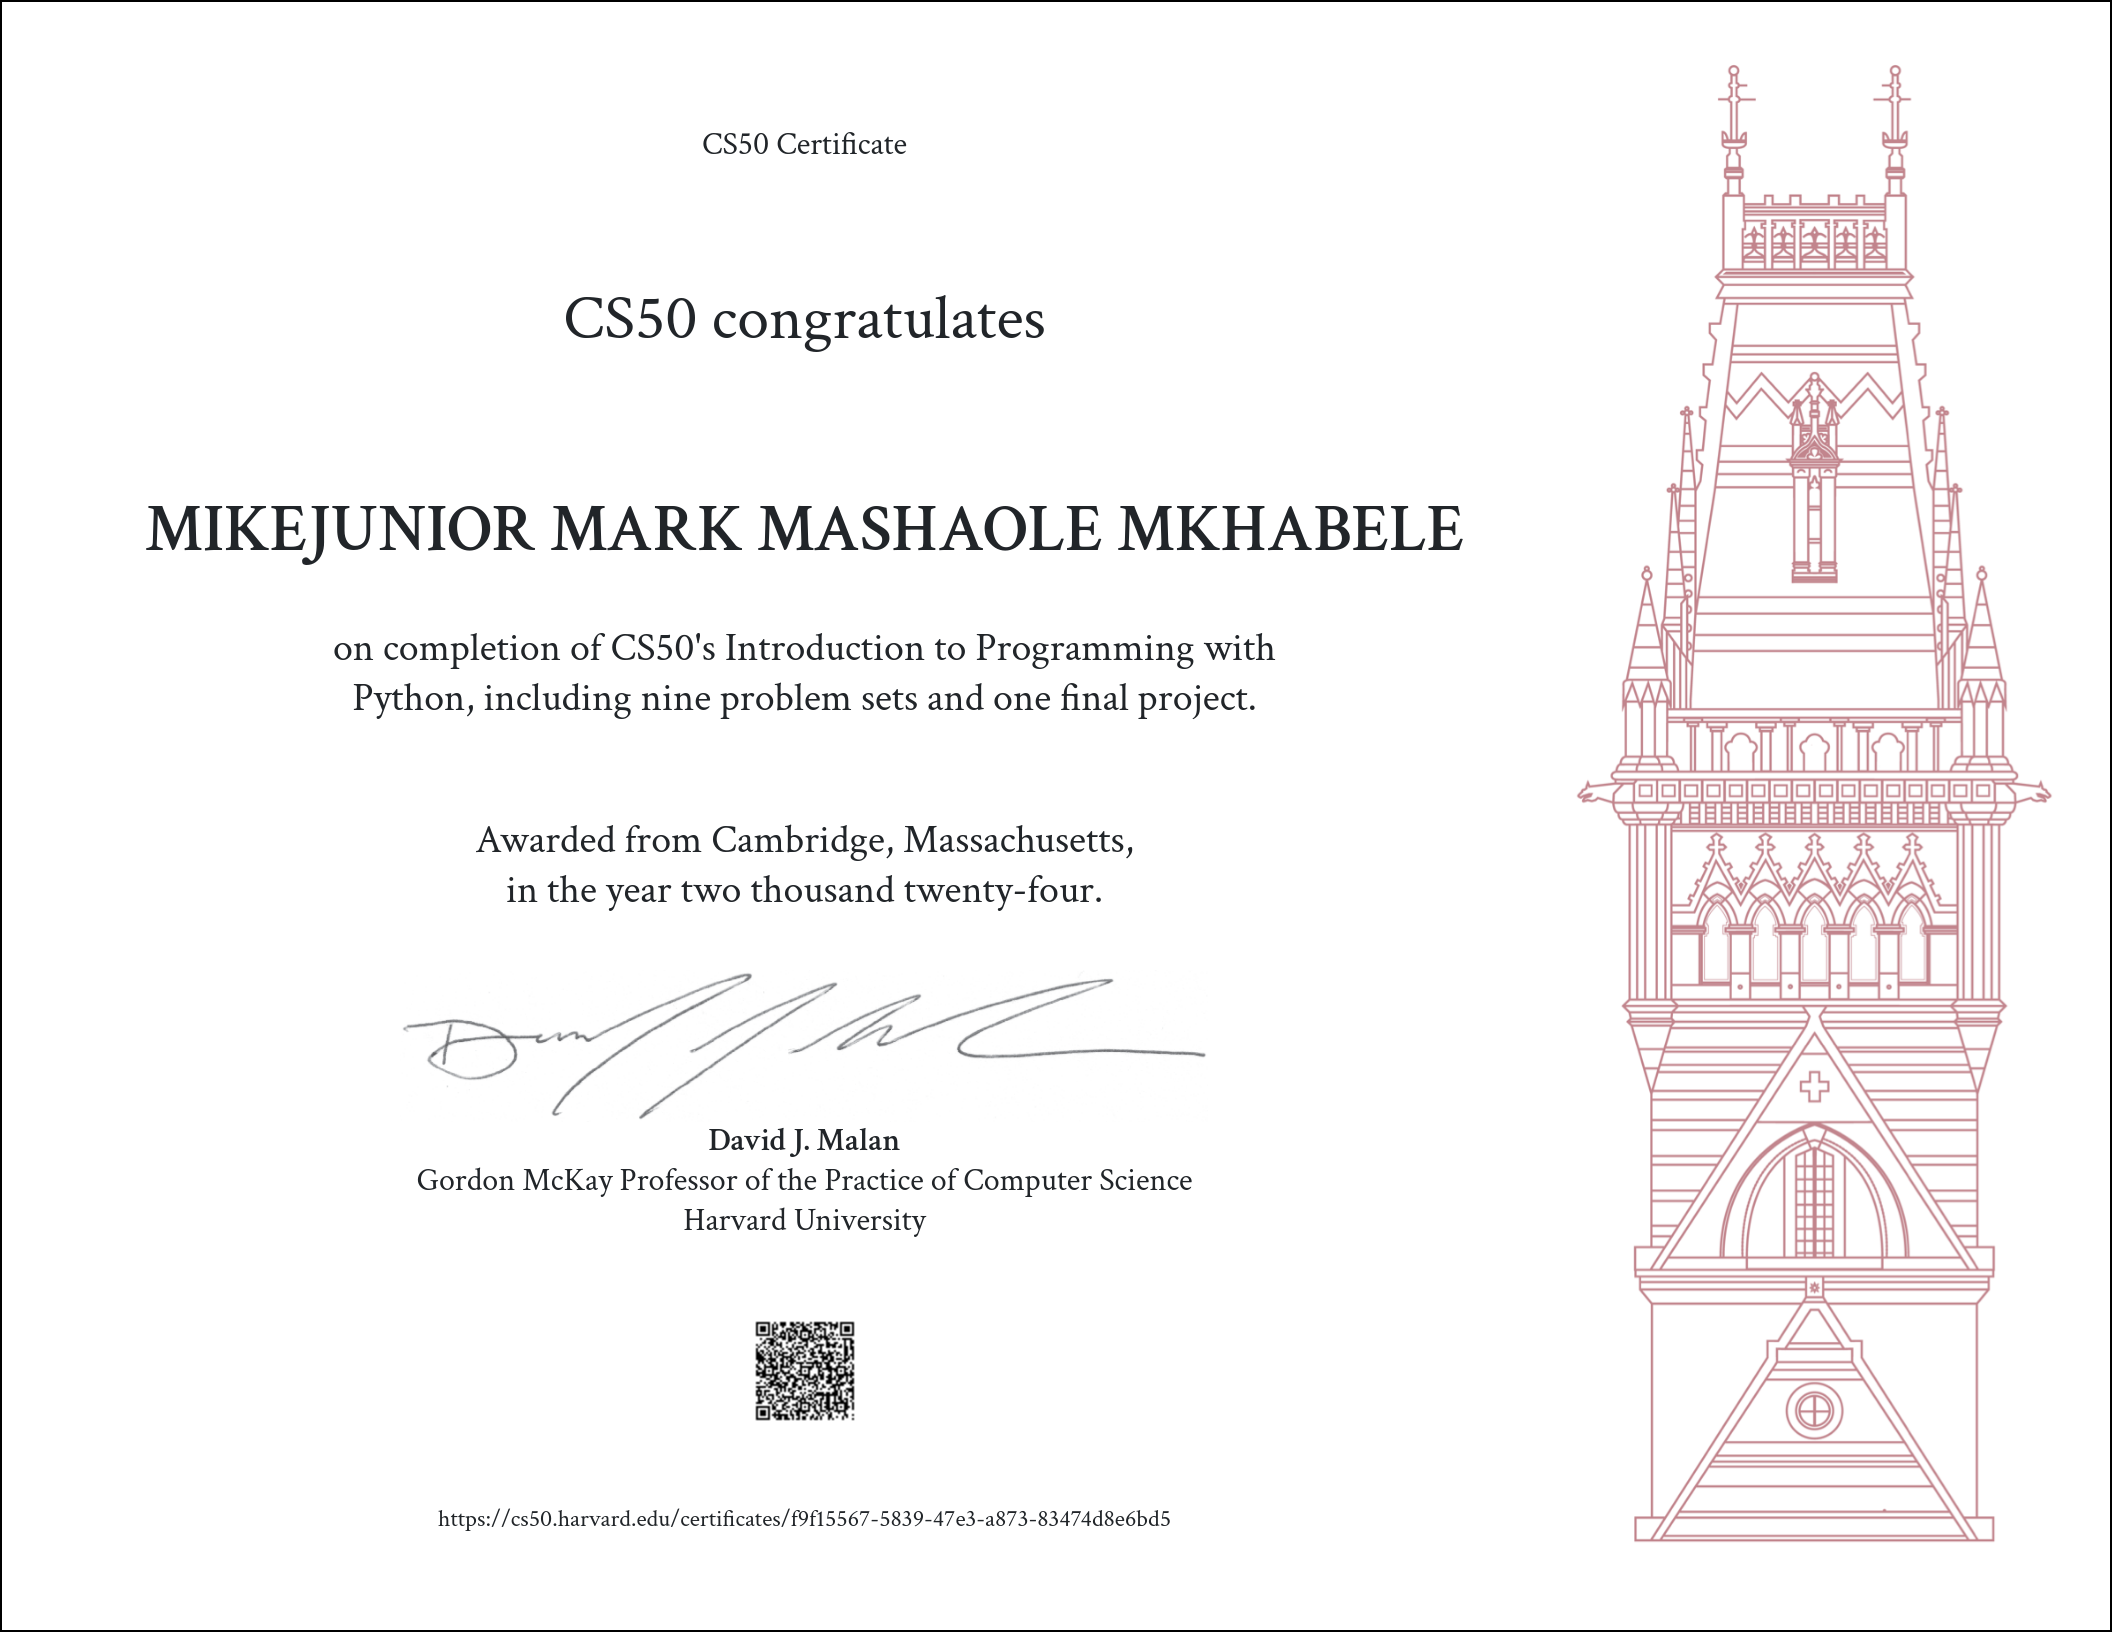 CS50 Certificate
CS50 congratulates
MIKEJUNIOR MARK MASHAOLE MKHABELE
on completion of CS50's Introduction to Programming with
Python, including nine problem sets and one final project.
Awarded from Cambridge, Massachusetts,
in the year two thousand twenty-four.
David J. Malan
Gordon McKay Professor of the Practice of Computer Science
Harvard University
https://cs50.harvard.edu/certificates/f9f15567-5839-47e3-a873-83474d8e6bd5